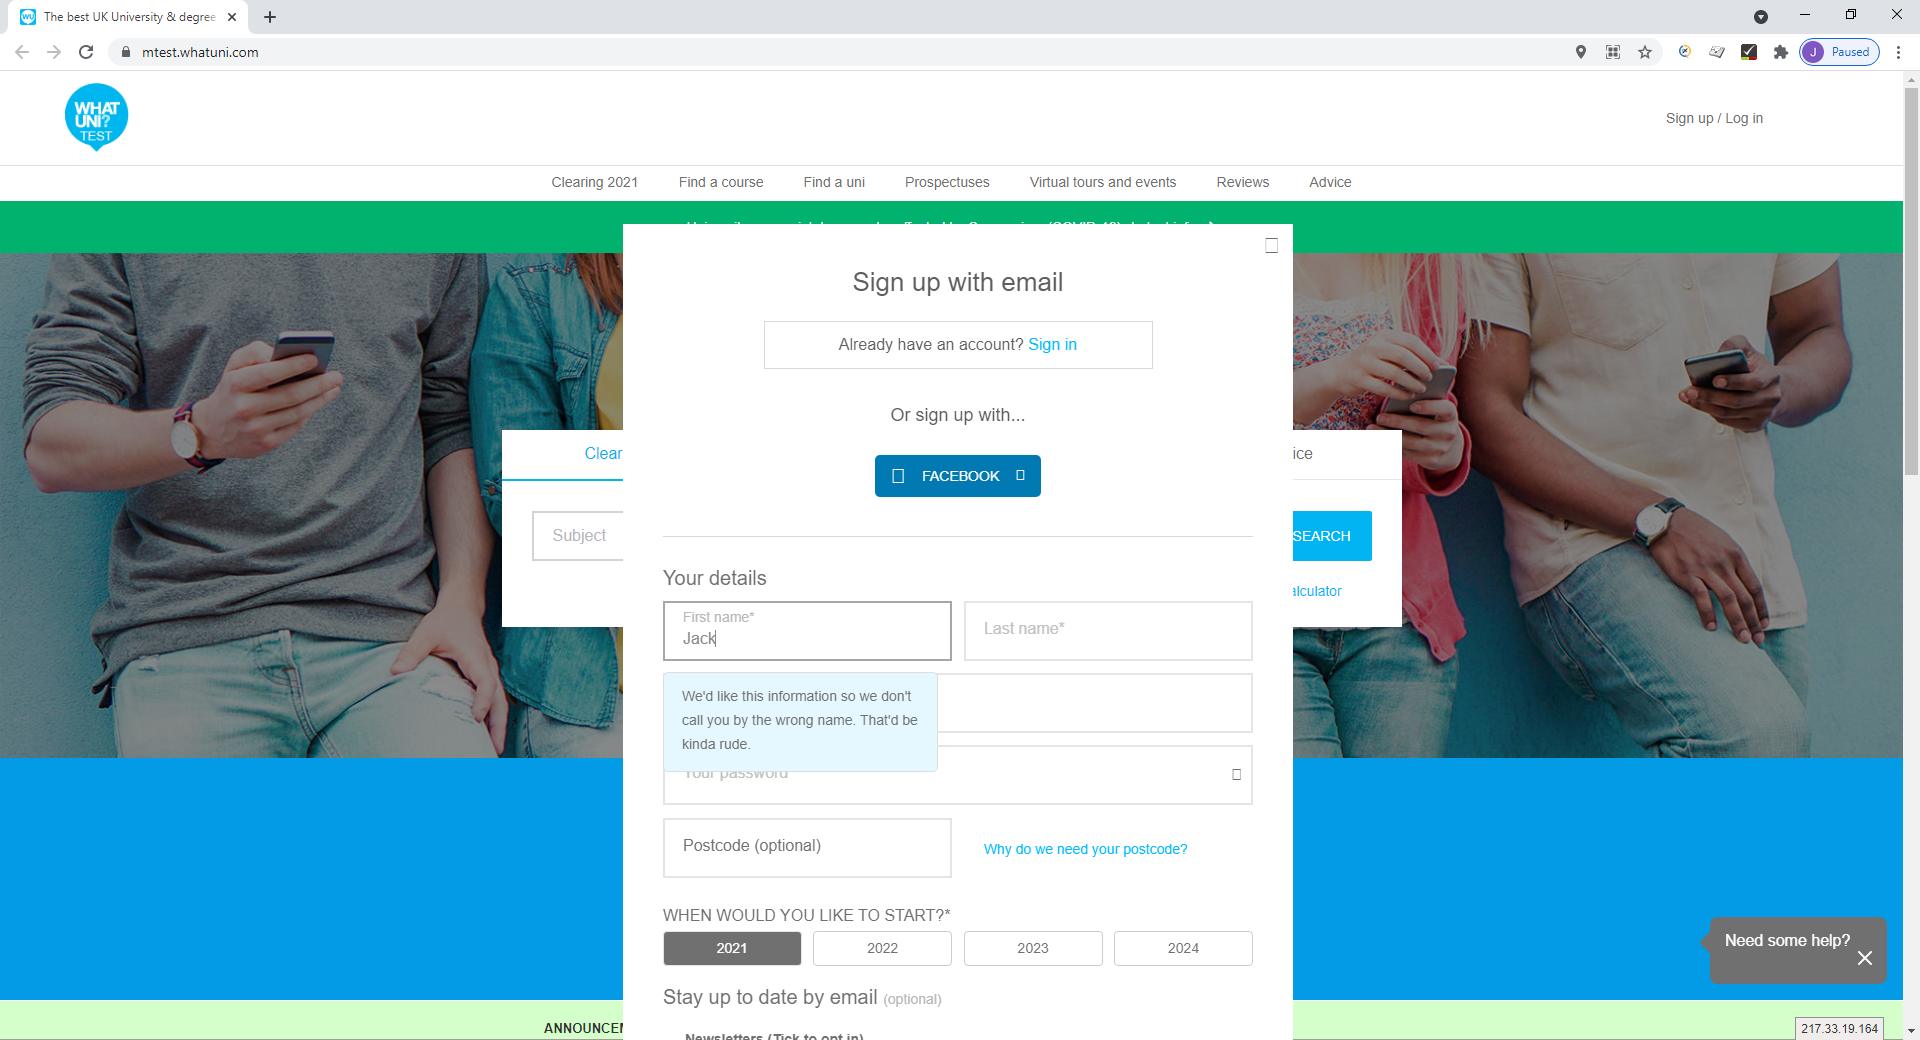 The best UK University & degree
mtest.whatuni.com
J Paused
WHAT
UNI?
TEST
Sign up / Log in
Clearing 2021 Find a course Find a uni Prospectuses Virtual tours and events Reviews Advice
Sign up with email
Already have an account? Sign in
Or sign up with...
FACEBOOK
Clear
ice
Subject
SEARCH
alculator
Your details
First name*
Jack
Last name*
We'd like this information so we don't
call you by the wrong name. That'd be
kinda rude.
Your password
Postcode (optional)
Why do we need your postcode?
WHEN WOULD YOU LIKE TO START?*
2021 2022 2023 2024
Stay up to date by email (optional)
Newsletters (Tick to opt in)
Need some help?
ANNOUNCEM
217.33.19.164